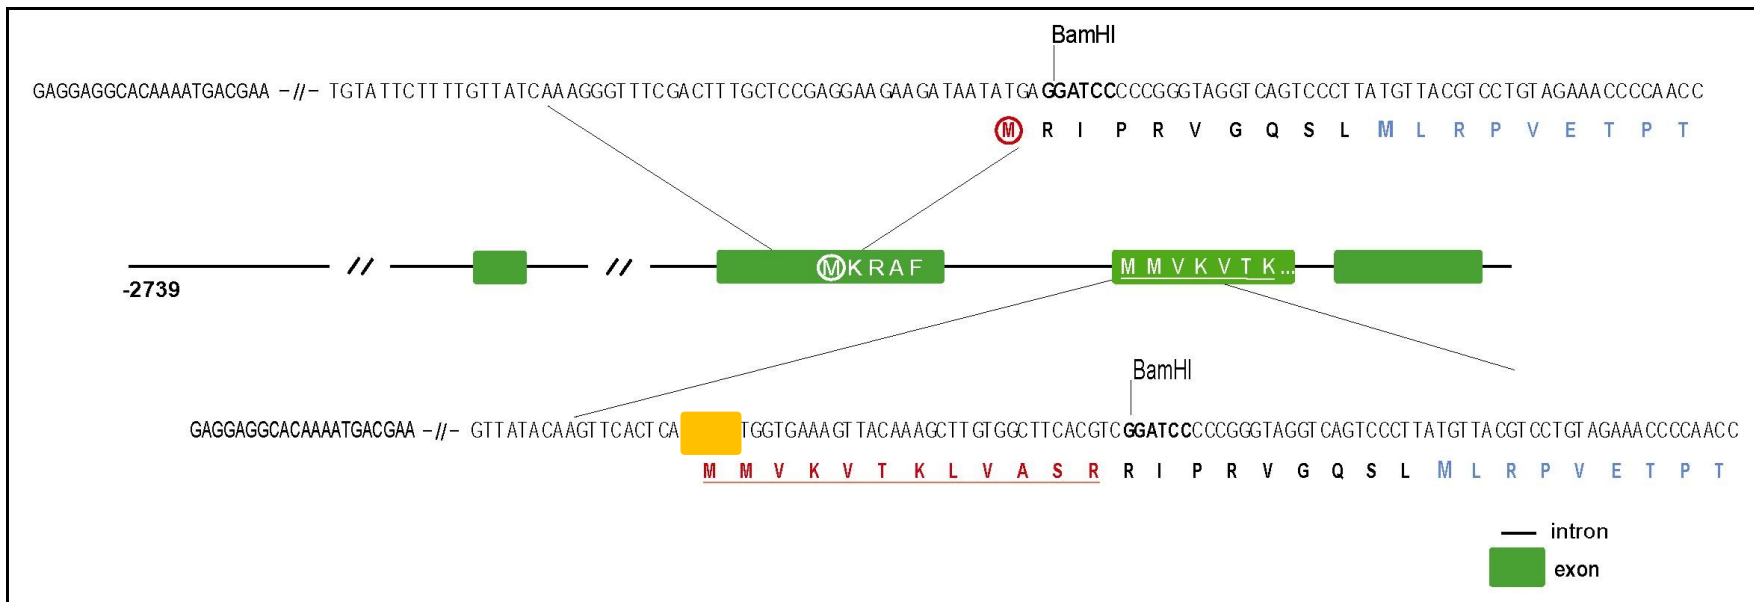 BamHI
GAGGAGGCACAAAATGACGAA –//– TGTATTCTTTTGTTATCAAAGGGTTTCGACTTTGCTCCGAGGAAGAAGATAATATGAGGATCCCCCGGGTAGGTCAGTCCCTTATGTTACGTCCTGTAGAAACCCCAACC
M R I P R V G Q S L M L R P V E T P T
// // MKRAF M M V K V T K...
-2739
BamHI
GAGGAGGCACAAAATGACGAA –//– GTTATACAAGTTCACTCA TGGTGAAAGTTACAAAGCTTGTGGCTTCACGTCGGATCCCCCGGGTAGGTCAGTCCCTTATGTTACGTCCTGTAGAAACCCCAACC
M M V K V T K L V A S R R I P R V G Q S L M L R P V E T P T
intron
exon